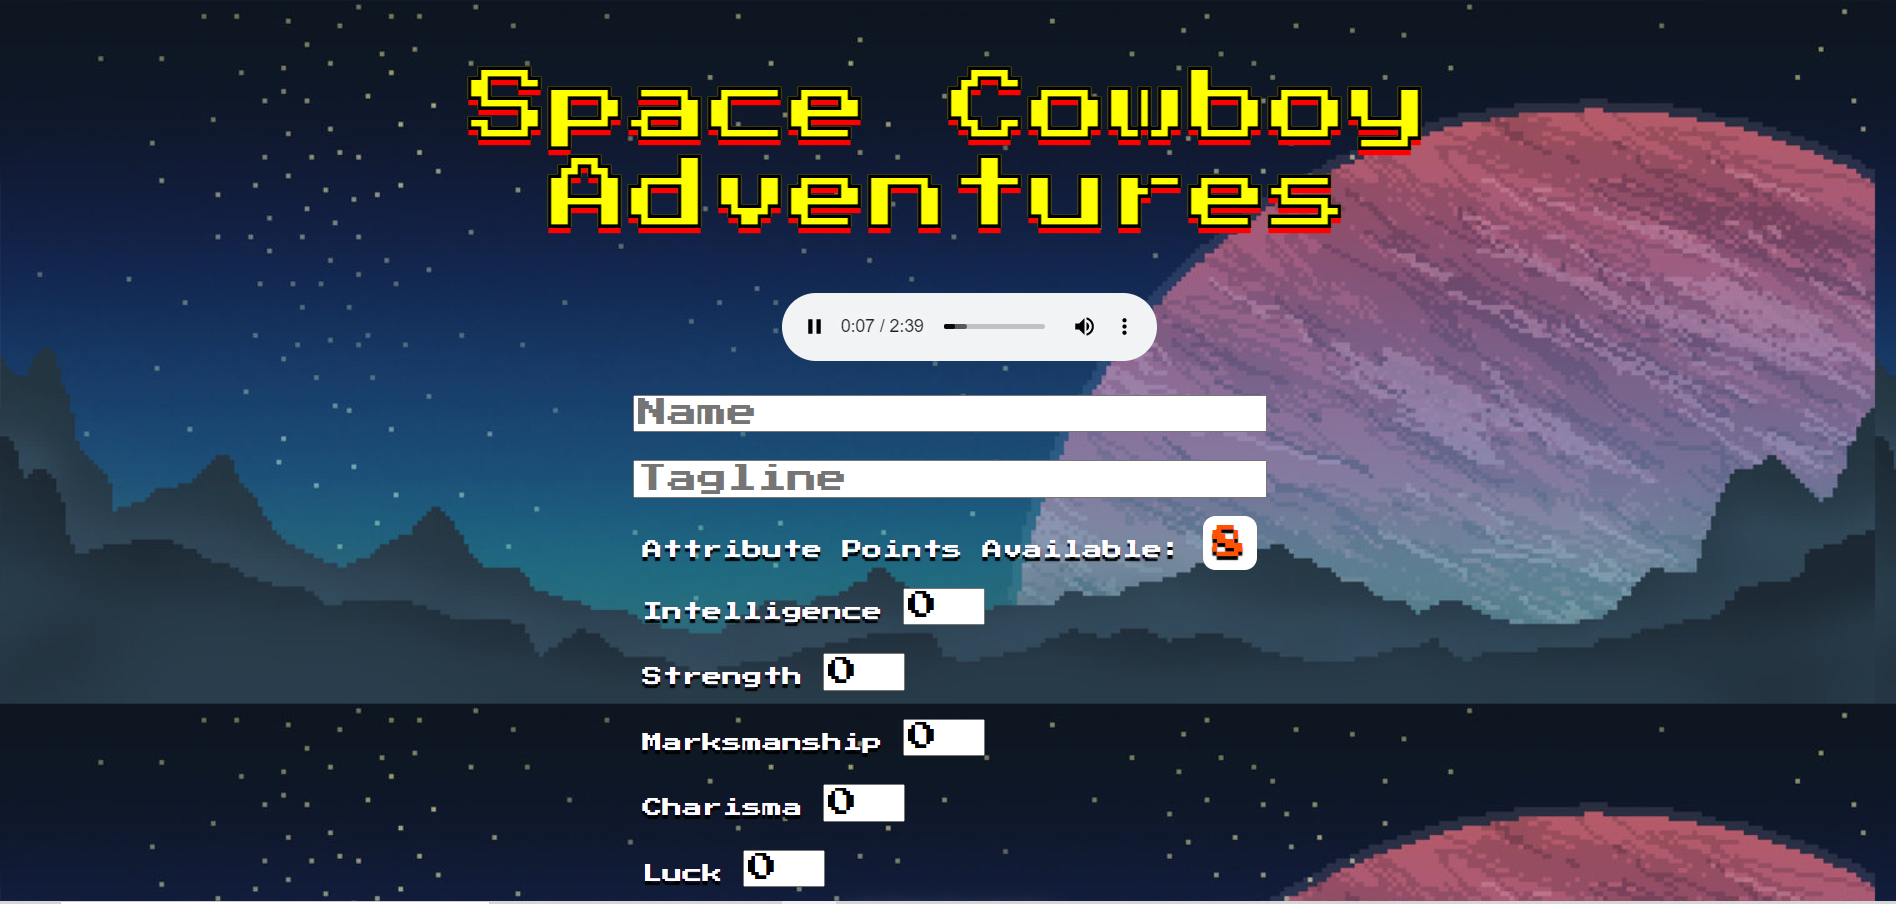 Space Cowboy
Adventures
0:07 / 2:39
Name
Tagline
Attribute Points Available: 8
Intelligence 0
Strength 0
Marksmanship 0
Charisma 0
Luck 0